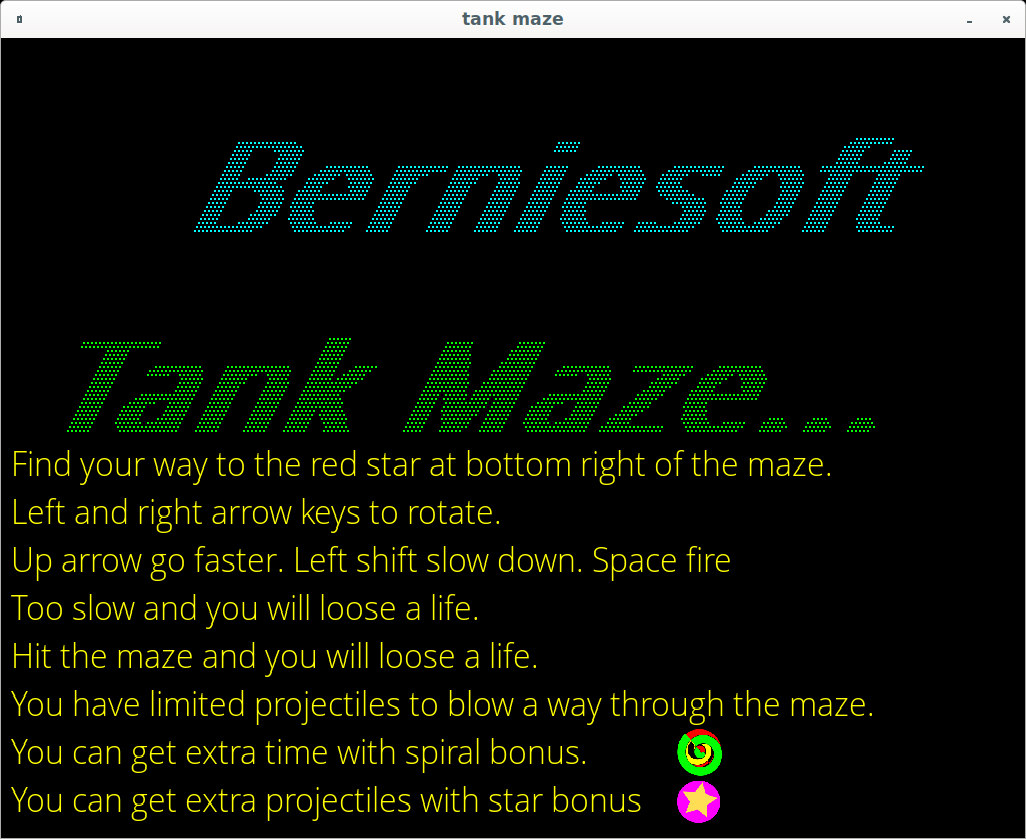 tank maze
Berniesoft
Tank Maze...
Find your way to the red star at bottom right of the maze.
Left and right arrow keys to rotate.
Up arrow go faster. Left shift slow down. Space fire
Too slow and you will loose a life.
Hit the maze and you will loose a life.
You have limited projectiles to blow a way through the maze.
You can get extra time with spiral bonus.
You can get extra projectiles with star bonus